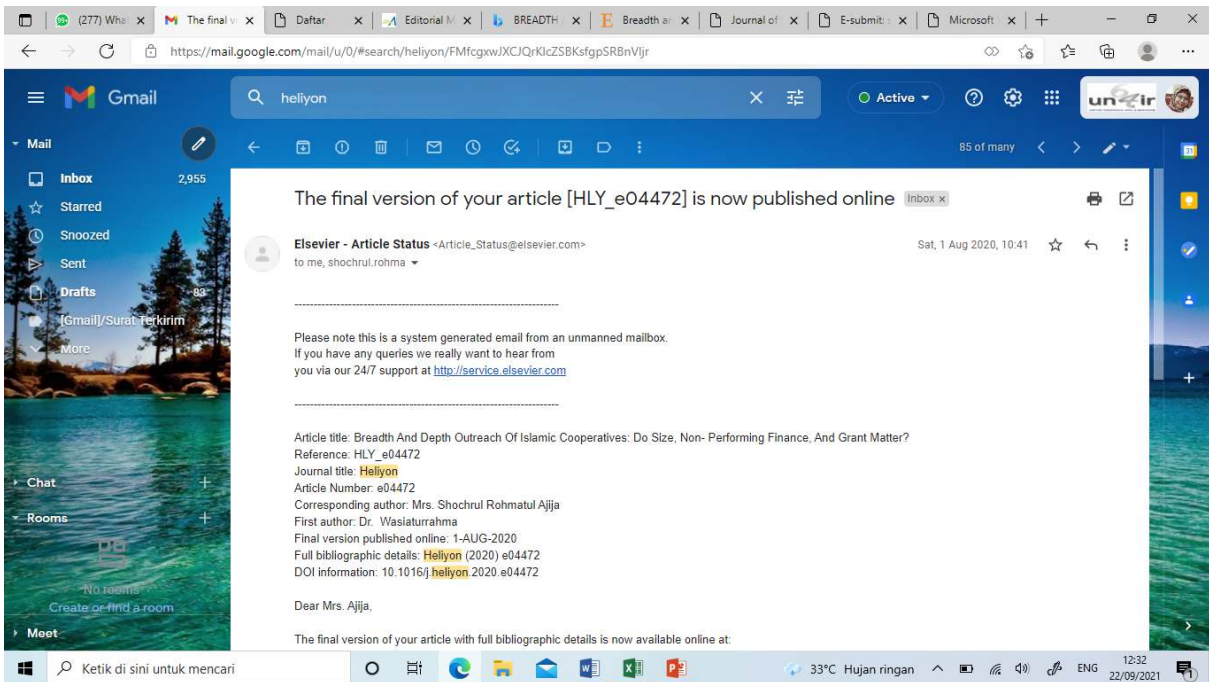 (277) Wha
The final v
Daftar
Editorial M
BREADTH
Breadth an
Journal of
E-submit:
Microsoft
https://mail.google.com/mail/u/0/#search/heliyon/FMfcgxwJXCJQrKlcZSBKsfgpSRBnVljr
Gmail
heliyon
Active
Mail
85 of many
31
Inbox 2,955
Starred
Snoozed
Sent
Drafts 83
[Gmail]/Surat Terkirim
More
Chat
Rooms
No rooms
Create or find a room
Meet
The final version of your article [HLY_e04472] is now published online Inbox x
Elsevier - Article Status <Article_Status@elsevier.com> Sat, 1 Aug 2020, 10:41
to me, shochrul.rohma
Please note this is a system generated email from an unmanned mailbox.
If you have any queries we really want to hear from
you via our 24/7 support at http://service.elsevier.com
Article title: Breadth And Depth Outreach Of Islamic Cooperatives: Do Size, Non- Performing Finance, And Grant Matter?
Reference: HLY_e04472
Journal title: Heliyon
Article Number: e04472
Corresponding author: Mrs. Shochrul Rohmatul Ajija
First author: Dr. Wasiaturrahma
Final version published online: 1-AUG-2020
Full bibliographic details: Heliyon (2020) e04472
DOI information: 10.1016/j.heliyon.2020.e04472
Dear Mrs. Ajija,
The final version of your article with full bibliographic details is now available online at:
Ketik di sini untuk mencari
33°C Hujan ringan
ENG
12:32
22/09/2021